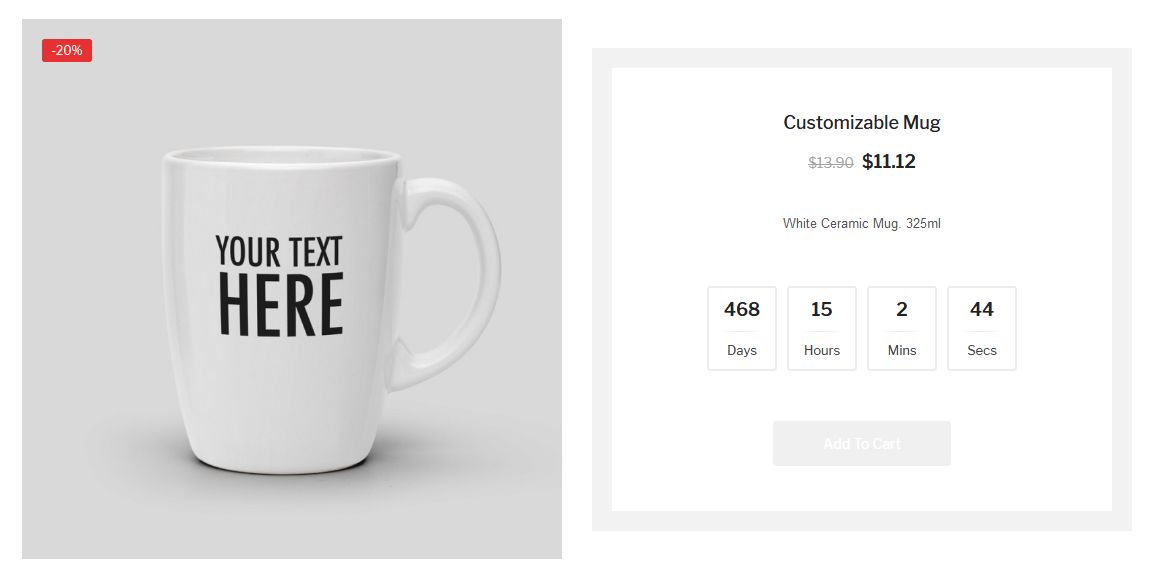 -20%
YOUR TEXT
HERE
Customizable Mug
$13.90 $11.12
White Ceramic Mug. 325ml
468 15 2 44
Days Hours Mins Secs
Add To Cart